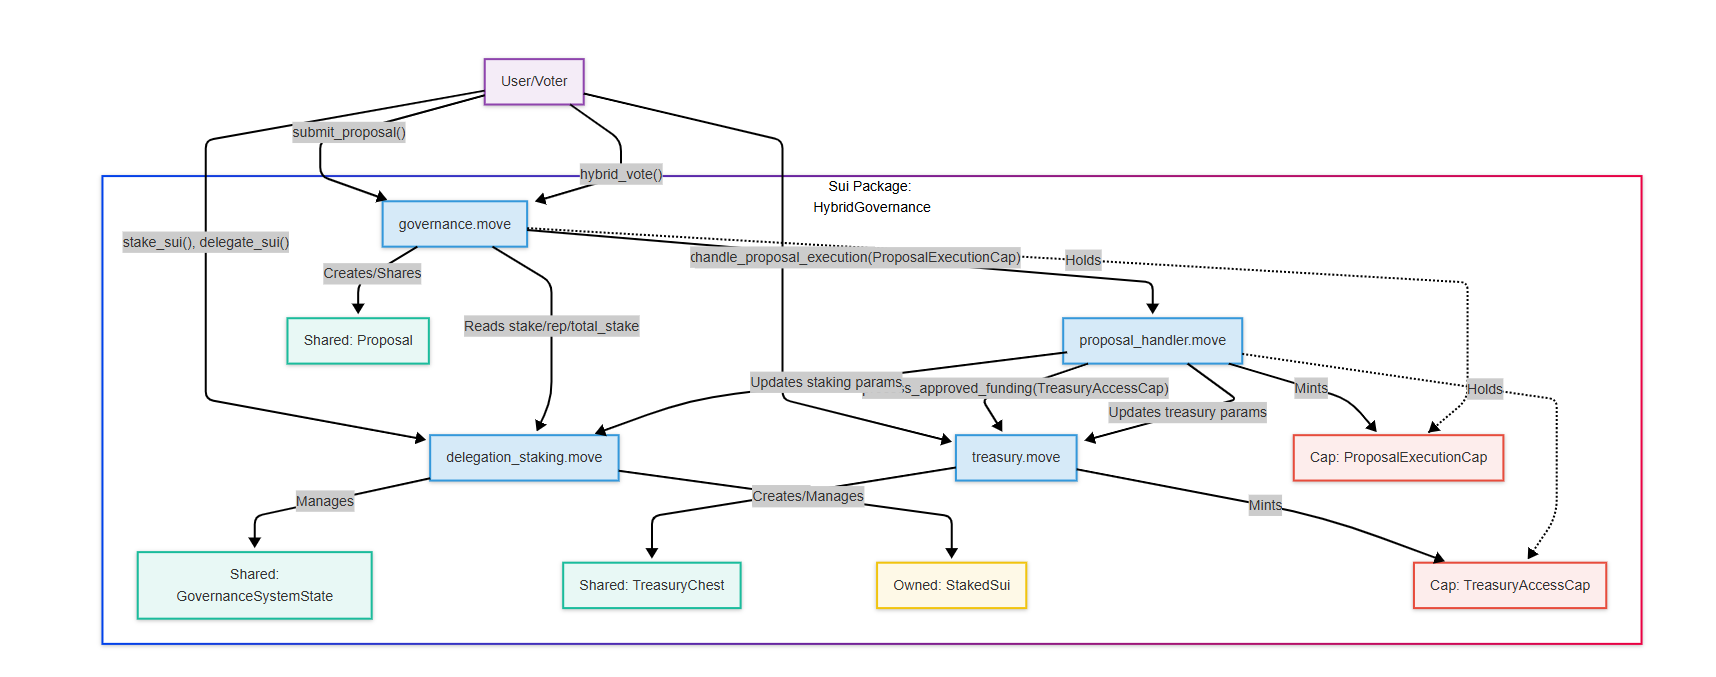 User/Voter
submit_proposal()
hybrid_vote()
Sui Package:
HybridGovernance
governance.move
stake_sui(), delegate_sui()
handle_proposal_execution(ProposalExecutionCap)
Holds
Creates/Shares
Reads stake/rep/total_stake
Shared: Proposal
proposal_handler.move
Updates staking params
s_approved_funding(TreasuryAccessCap)
Mints
Holds
Updates treasury params
delegation_staking.move
treasury.move
Cap: ProposalExecutionCap
Manages
Creates/Manages
Mints
Shared:
GovernanceSystemState
Shared: TreasuryChest
Owned: StakedSui
Cap: TreasuryAccessCap